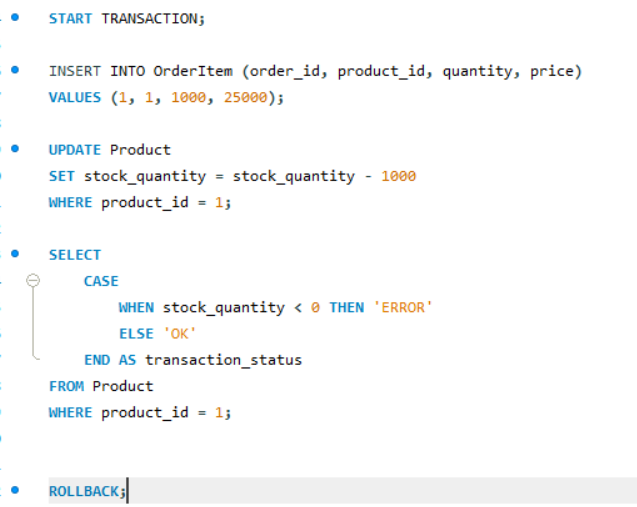 START TRANSACTION;
INSERT INTO OrderItem (order_id, product_id, quantity, price)
VALUES (1, 1, 1000, 25000);
UPDATE Product
SET stock_quantity = stock_quantity - 1000
WHERE product_id = 1;
SELECT
CASE
WHEN stock_quantity < 0 THEN 'ERROR'
ELSE 'OK'
END AS transaction_status
FROM Product
WHERE product_id = 1;
ROLLBACK;